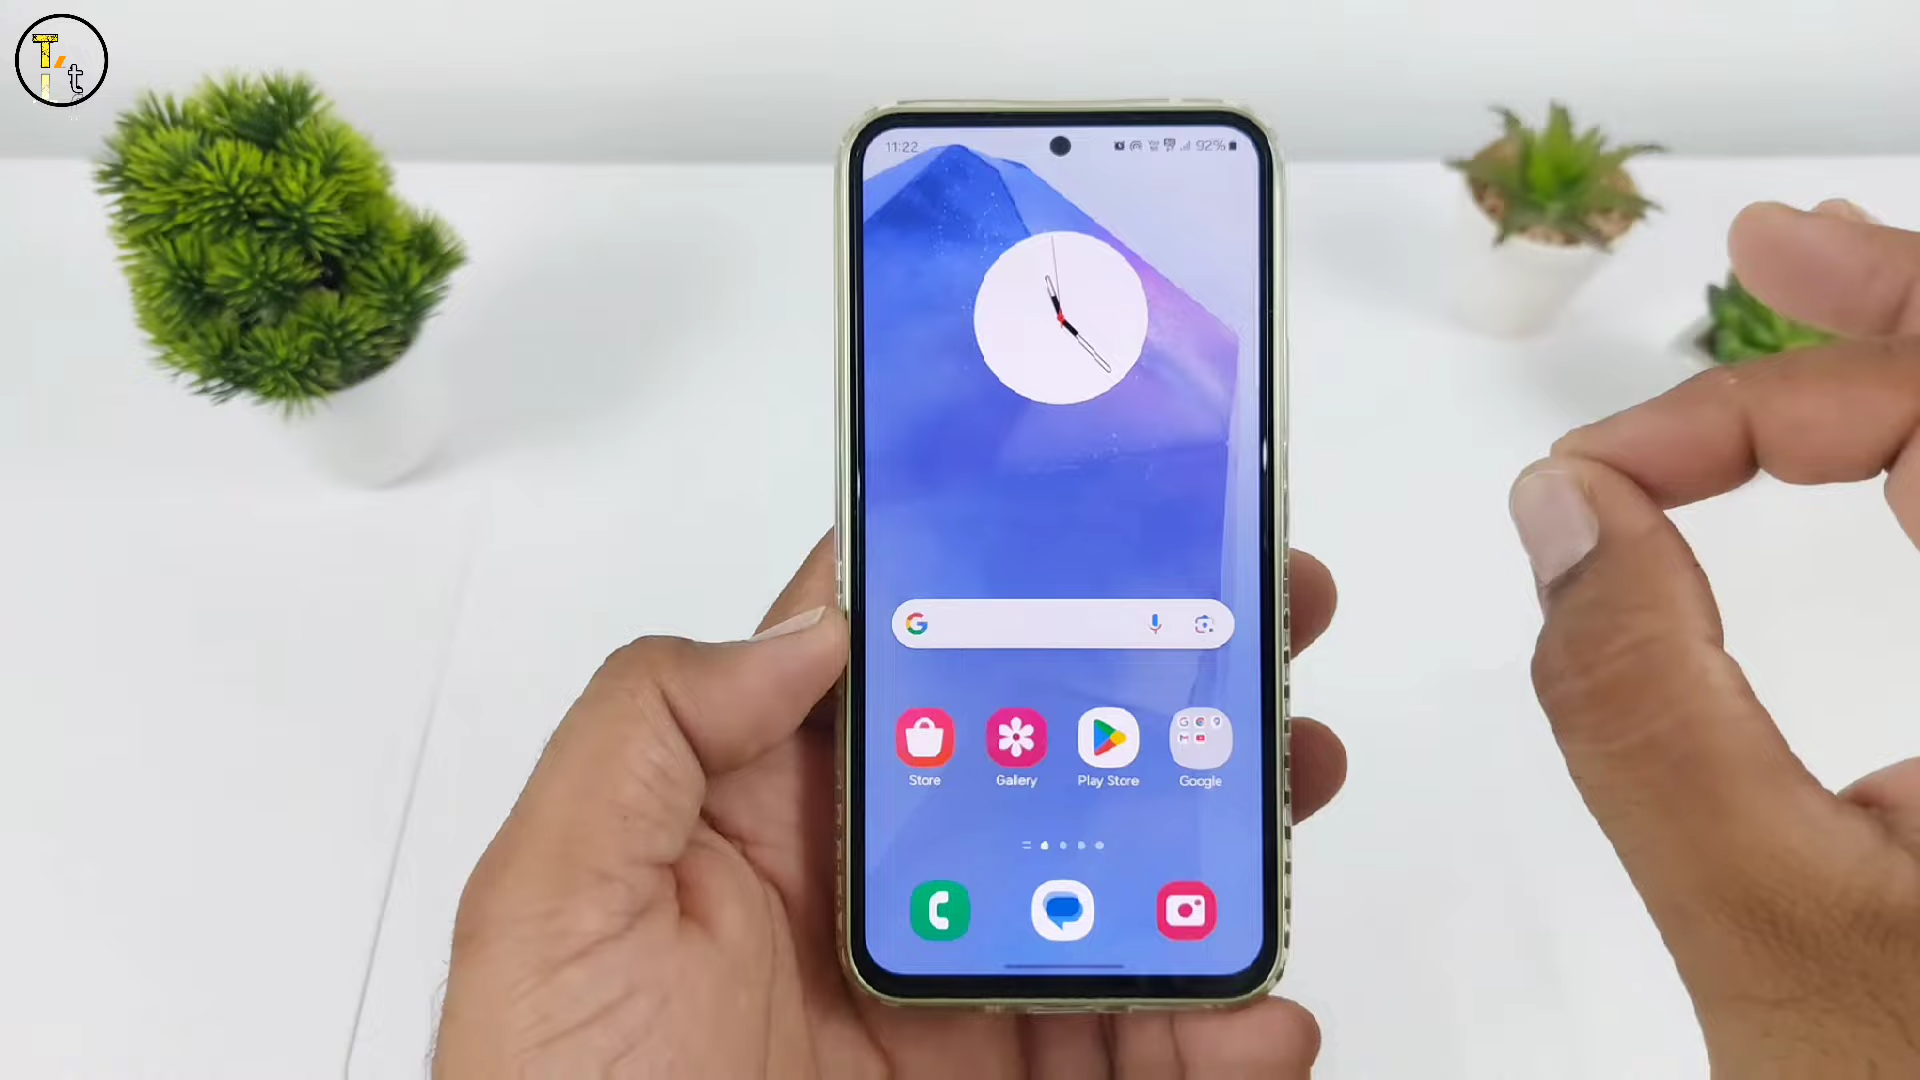 T
t
11:22
92%
G
Store
Gallery
Play Store
Google